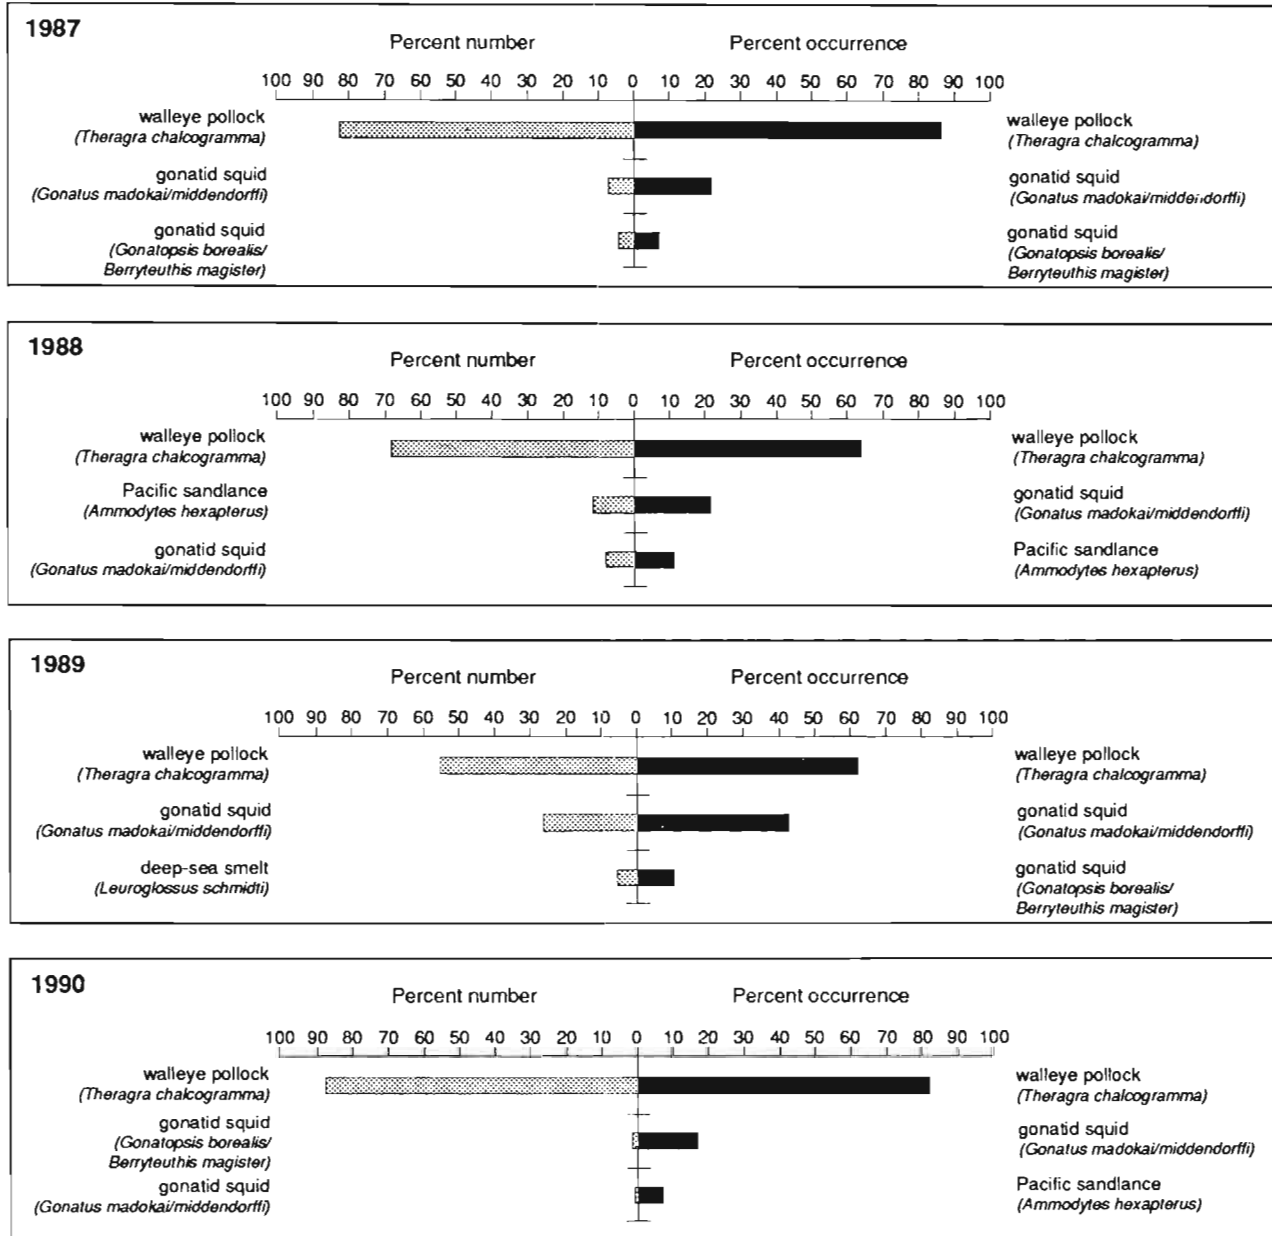 1987
Percent number Percent occurrence
100 90 80 70 60 50 40 30 20 10 0 10 20 30 40 50 60 70 80 90 100
walleye pollock
(Theragra chalcogramma)
walleye pollock
(Theragra chalcogramma)
gonatid squid
(Gonatus madokai/middendorffi)
gonatid squid
(Gonatus madokai/middendorffi)
gonatid squid
(Gonatopsis borealis/
Berryteuthis magister)
gonatid squid
(Gonatopsis borealis/
Berryteuthis magister)
1988
Percent number Percent occurrence
100 90 80 70 60 50 40 30 20 10 0 10 20 30 40 50 60 70 80 90 100
walleye pollock
(Theragra chalcogramma)
walleye pollock
(Theragra chalcogramma)
Pacific sandlance
(Ammodytes hexapterus)
gonatid squid
(Gonatus madokai/middendorffi)
gonatid squid
(Gonatus madokai/middendorffi)
Pacific sandlance
(Ammodytes hexapterus)
1989
Percent number Percent occurrence
100 90 80 70 60 50 40 30 20 10 0 10 20 30 40 50 60 70 80 90 100
walleye pollock
(Theragra chalcogramma)
walleye pollock
(Theragra chalcogramma)
gonatid squid
(Gonatus madokai/middendorffi)
gonatid squid
(Gonatus madokai/middendorffi)
deep-sea smelt
(Leuroglossus schmidti)
gonatid squid
(Gonatopsis borealis/
Berryteuthis magister)
1990
Percent number Percent occurrence
100 90 80 70 60 50 40 30 20 10 0 10 20 30 40 50 60 70 80 90 100
walleye pollock
(Theragra chalcogramma)
walleye pollock
(Theragra chalcogramma)
gonatid squid
(Gonatopsis borealis/
Berryteuthis magister)
gonatid squid
(Gonatus madokai/middendorffi)
gonatid squid
(Gonatus madokai/middendorffi)
Pacific sandlance
(Ammodytes hexapterus)